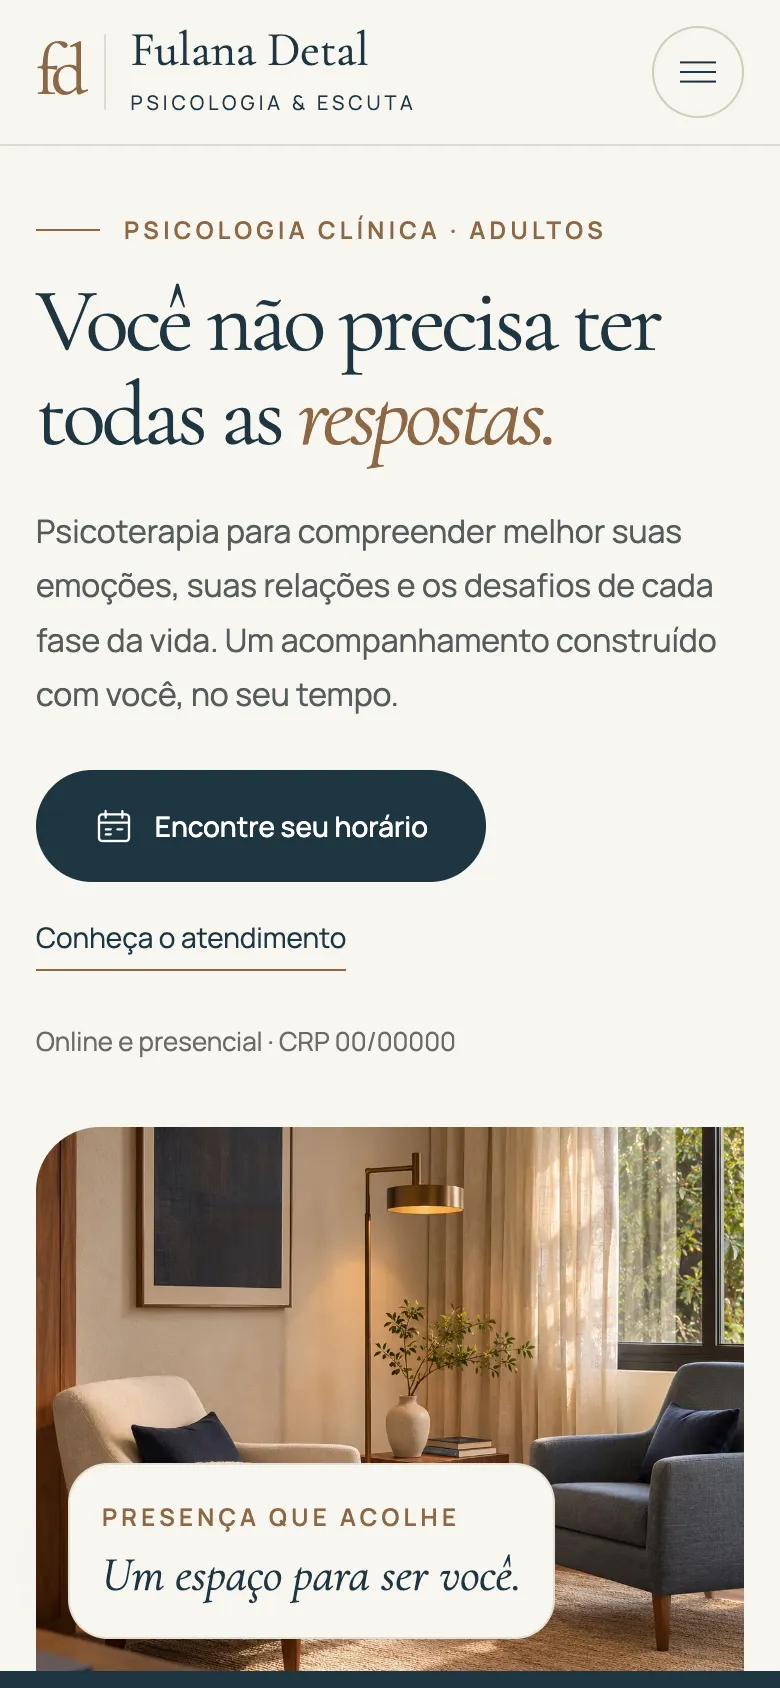 fd
Fulana Detal
PSICOLOGIA & ESCUTA
PSICOLOGIA CLÍNICA · ADULTOS
Você não precisa ter
todas as respostas.
Psicoterapia para compreender melhor suas
emoções, suas relações e os desafios de cada
fase da vida. Um acompanhamento construído
com você, no seu tempo.
Encontre seu horário
Conheça o atendimento
Online e presencial · CRP 00/00000
PRESENÇA QUE ACOLHE
Um espaço para ser você.